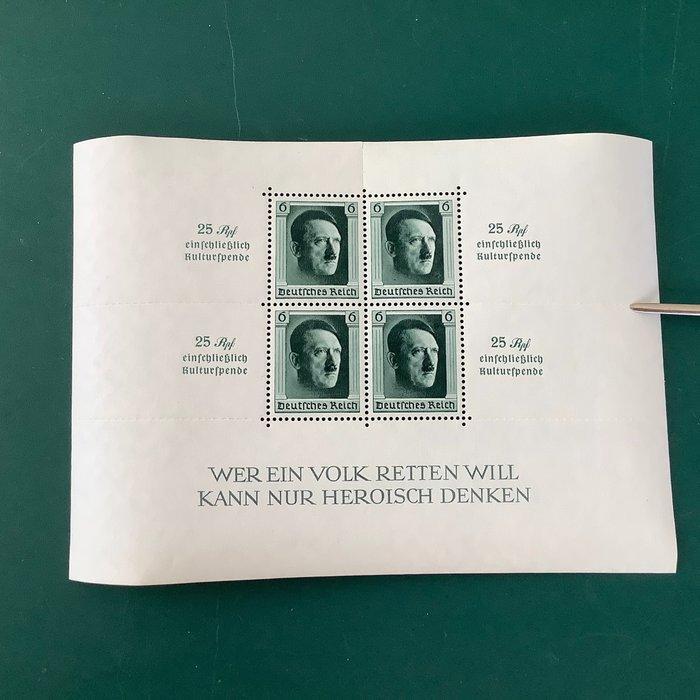 6 6 6 6
Deutsches Reich Deutsches Reich
25 Rpf 25 Rpf
einschließlich einschließlich
Kulturspende Kulturspende
6 6 6 6
Deutsches Reich Deutsches Reich
25 Rpf 25 Rpf
einschließlich einschließlich
Kulturspende Kulturspende
WER EIN VOLK RETTEN WILL
KANN NUR HEROISCH DENKEN